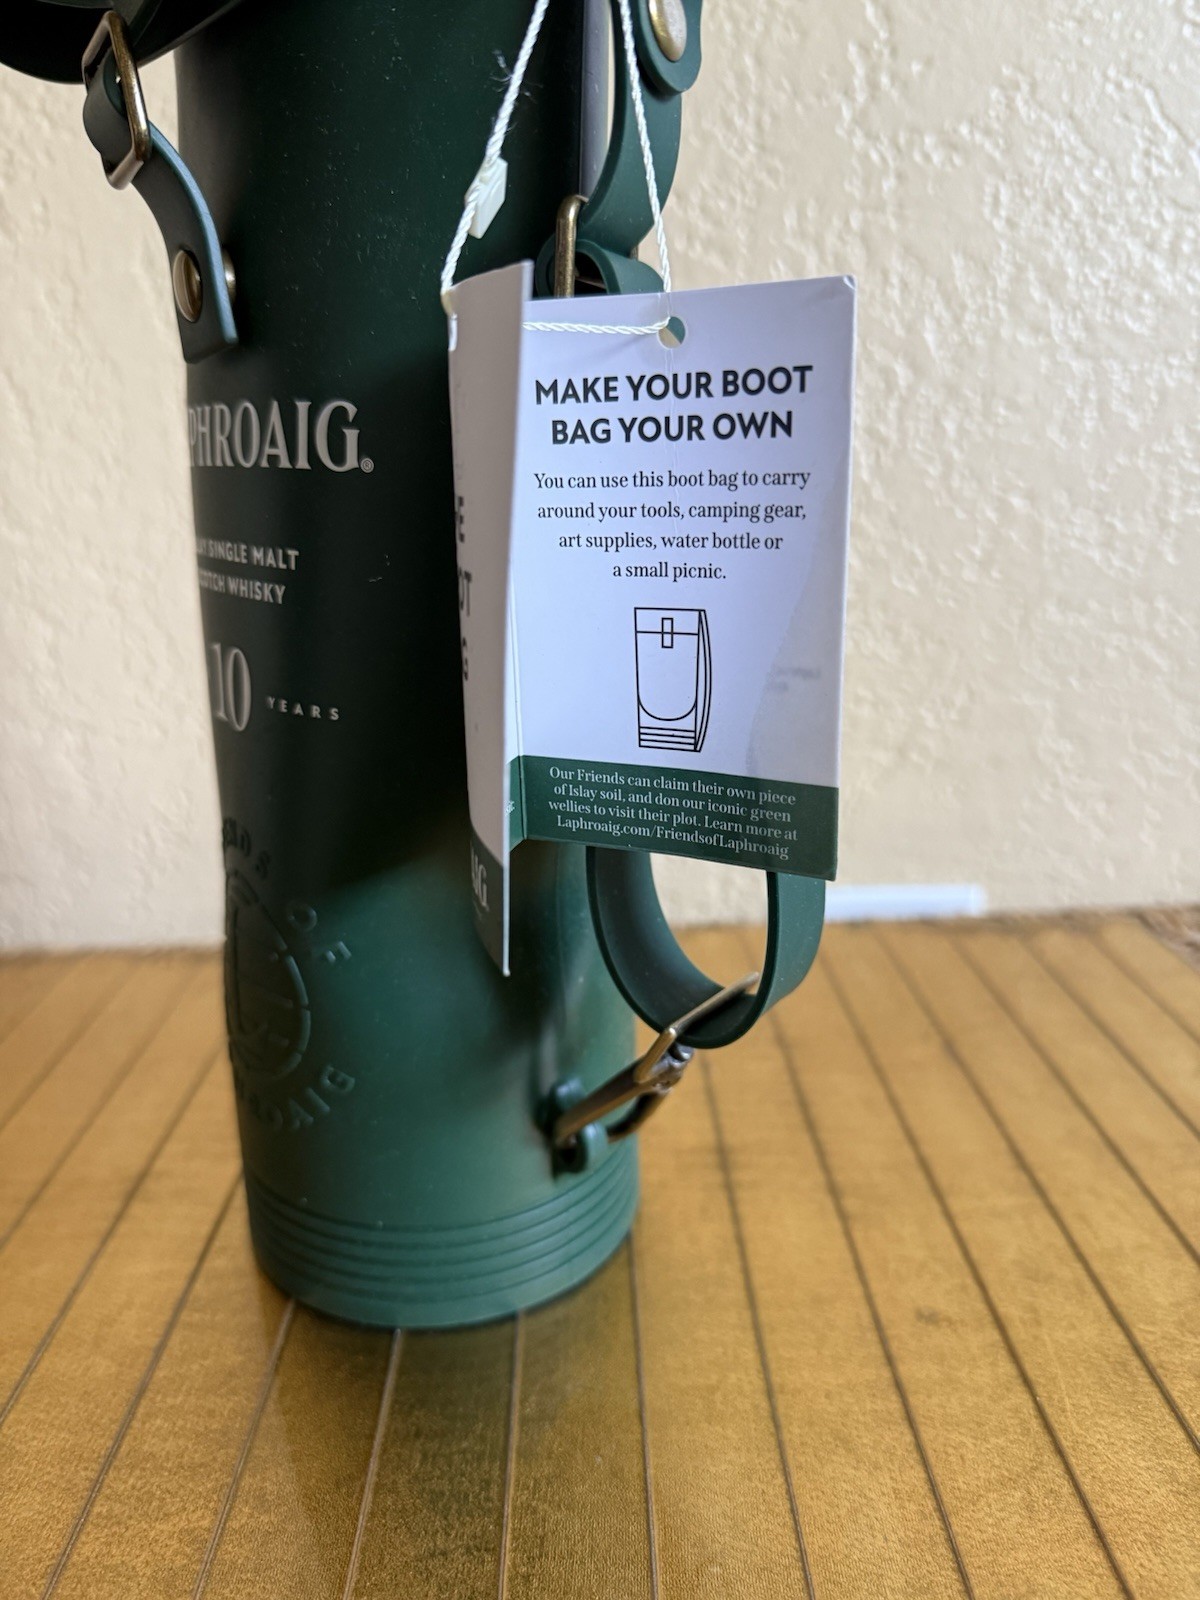 PHROAIG®
SINGLE MALT
SCOTCH WHISKY
10 YEARS
OF
MAKE YOUR BOOT
BAG YOUR OWN
You can use this boot bag to carry
around your tools, camping gear,
art supplies, water bottle or
a small picnic.
Our Friends can claim their own piece
of Islay soil, and don our iconic green
wellies to visit their plot. Learn more at
Laphroaig.com/FriendsofLaphroaig